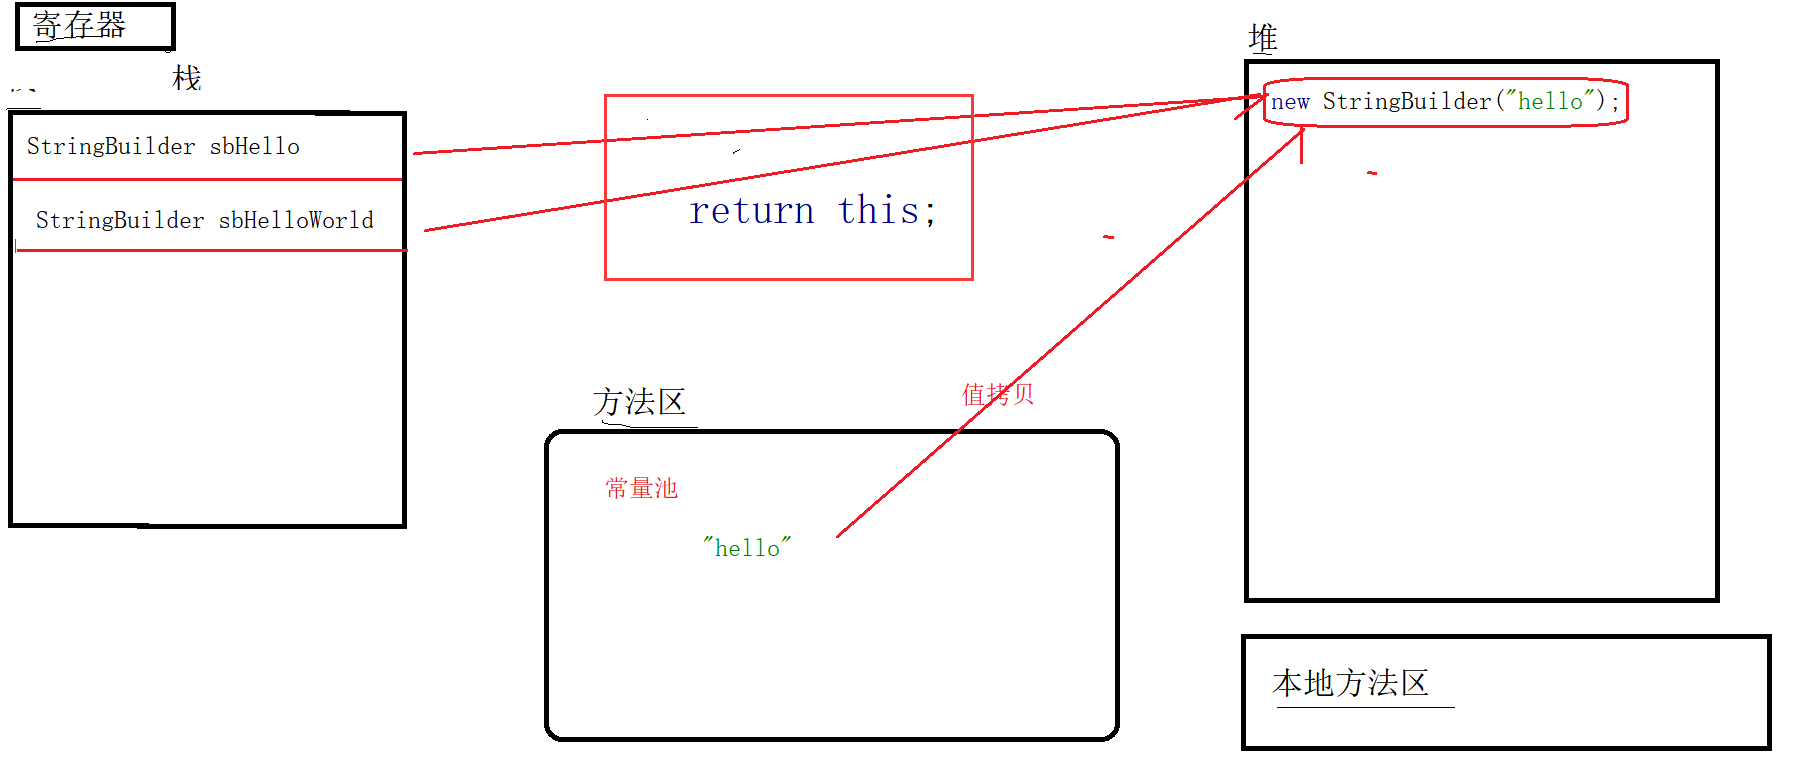 寄存器
栈
StringBuilder sbHello
StringBuilder sbHelloWorld
return this;
堆
new StringBuilder("hello");
方法区
值拷贝
常量池
"hello"
本地方法区